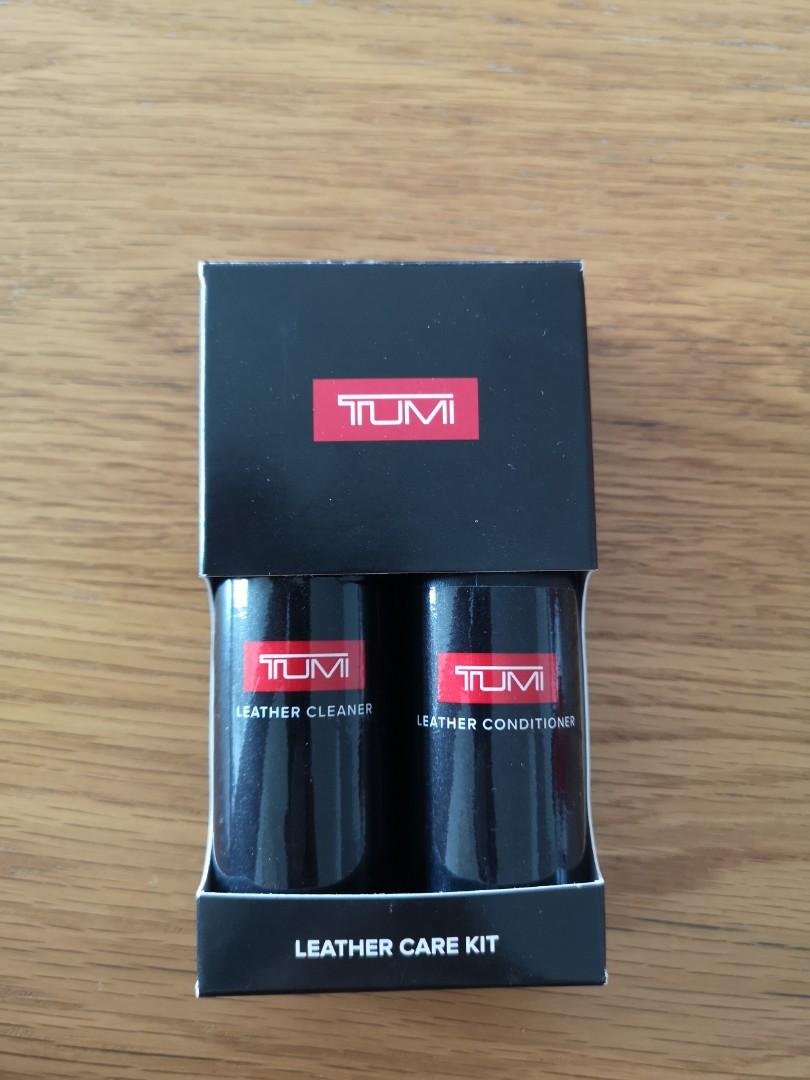 TUMI
TUMI
LEATHER CLEANER
TUMI
LEATHER CONDITIONER
LEATHER CARE KIT